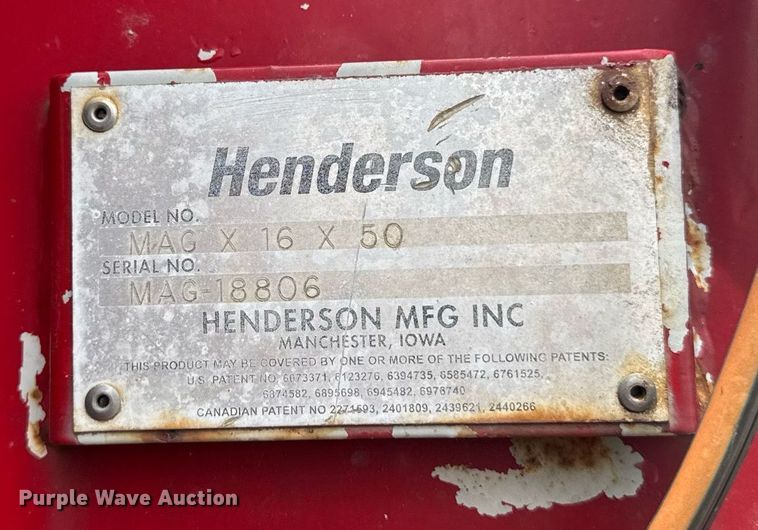 Henderson
MODEL NO.
MAG X 16 X 50
SERIAL NO.
MAG-18806
HENDERSON MFG INC
MANCHESTER, IOWA
THIS PRODUCT MAY BE COVERED BY ONE OR MORE OF THE FOLLOWING PATENTS:
U.S. PATENT NO. 6073371, 6123276, 6394735, 6585472, 6761525,
6874582, 6895698, 6945482, 6976740
CANADIAN PATENT NO 2271593, 2401809, 2439621, 2440266
Purple Wave Auction